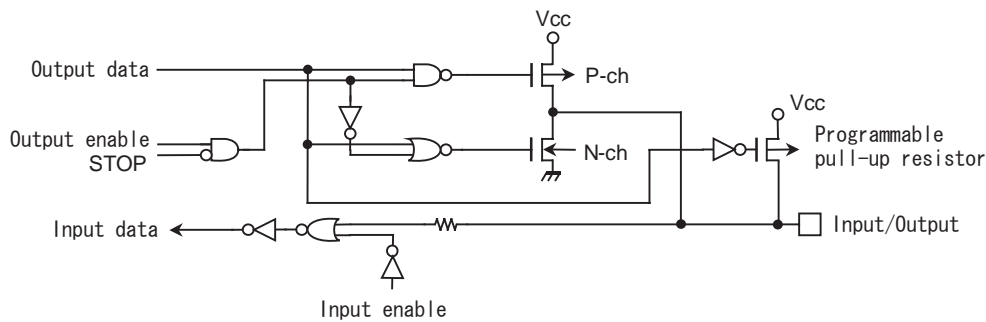 Vcc
Output data
P-ch
Vcc
Output enable
STOP
N-ch
Programmable
pull-up resistor
Input data
Input/Output
Input enable